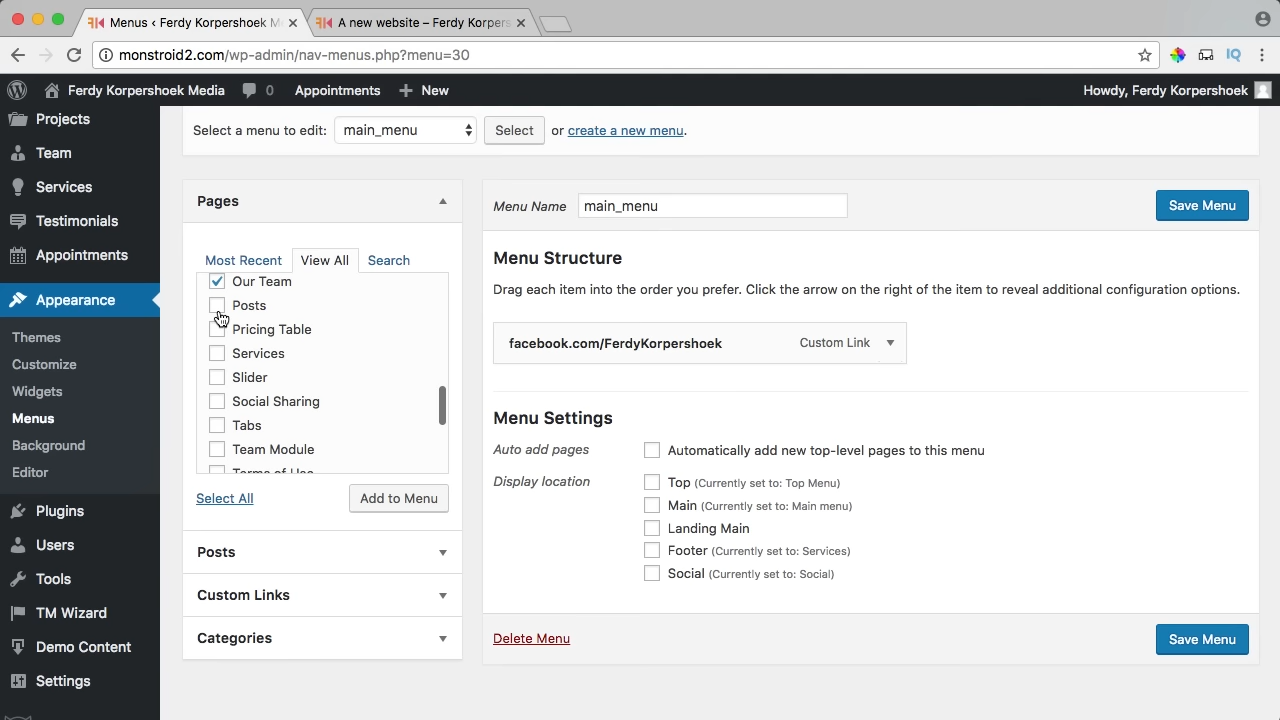 Menus ‹ Ferdy Korpershoek M
A new website – Ferdy Korpers
monstroid2.com/wp-admin/nav-menus.php?menu=30
Ferdy Korpershoek Media
0
Appointments
New
Howdy, Ferdy Korpershoek
Projects
Team
Services
Testimonials
Appointments
Appearance
Themes
Customize
Widgets
Menus
Background
Editor
Plugins
Users
Tools
TM Wizard
Demo Content
Settings
Select a menu to edit: main_menu Select or create a new menu.
Pages
Most Recent View All Search
Our Team
Posts
Pricing Table
Services
Slider
Social Sharing
Tabs
Team Module
Terms of Use
Select All Add to Menu
Posts
Custom Links
Categories
Menu Name main_menu Save Menu
Menu Structure
Drag each item into the order you prefer. Click the arrow on the right of the item to reveal additional configuration options.
facebook.com/FerdyKorpershoek Custom Link
Menu Settings
Auto add pages Automatically add new top-level pages to this menu
Display location Top (Currently set to: Top Menu)
Main (Currently set to: Main menu)
Landing Main
Footer (Currently set to: Services)
Social (Currently set to: Social)
Delete Menu Save Menu